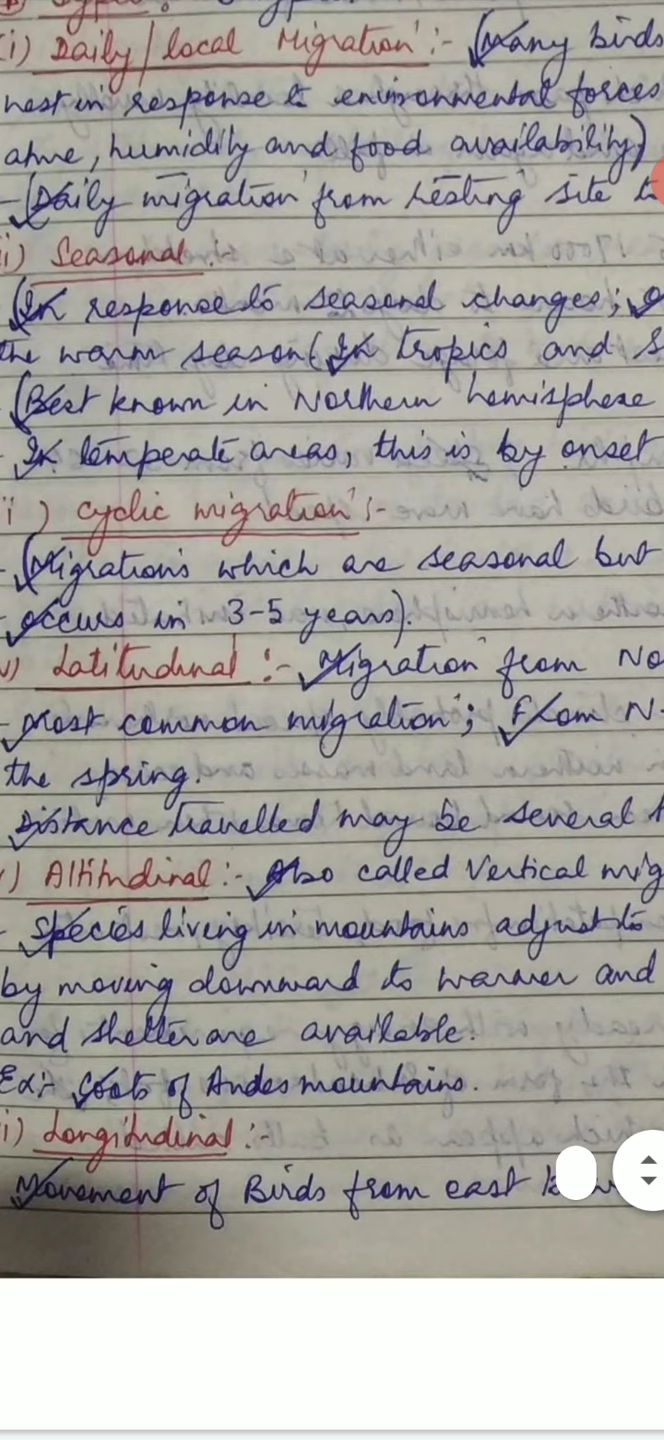 i) Daily/local Migration :- Many birds
nest in response to environmental forces
ature, humidity and food availability)
- (Daily migration from resting site to
ii) Seasonal :-
(In response to seasonal changes;
the warm season (In tropics and S
(Best known in Northern hemisphere
- In temperate areas, this is by onset
i) cyclic migration :-
- (Migrations which are seasonal but
- occurs in 3-5 years).
v) Latitudinal :- Migration from No
- Most common migration; From N-
the spring.
Distance travelled may be several
) Altitudinal :- Also called Vertical mig
- Species living in mountains adjust to
by moving downward to warmer and
and shelter are available.
Ex:- Coots of Andes mountains.
i) Longitudinal :-
Movement of Birds from east